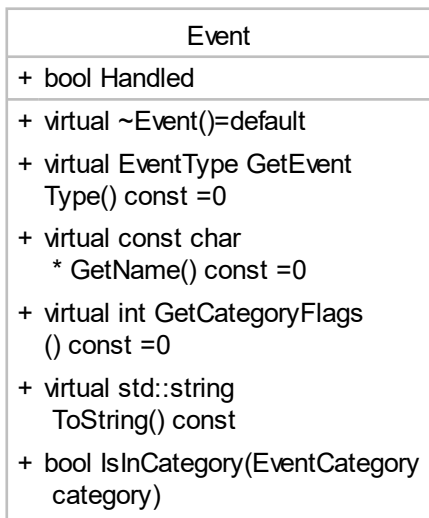 Event
+ bool Handled
+ virtual ~Event()=default
+ virtual EventType GetEvent
Type() const =0
+ virtual const char
* GetName() const =0
+ virtual int GetCategoryFlags
() const =0
+ virtual std::string
ToString() const
+ bool IsInCategory(EventCategory
category)